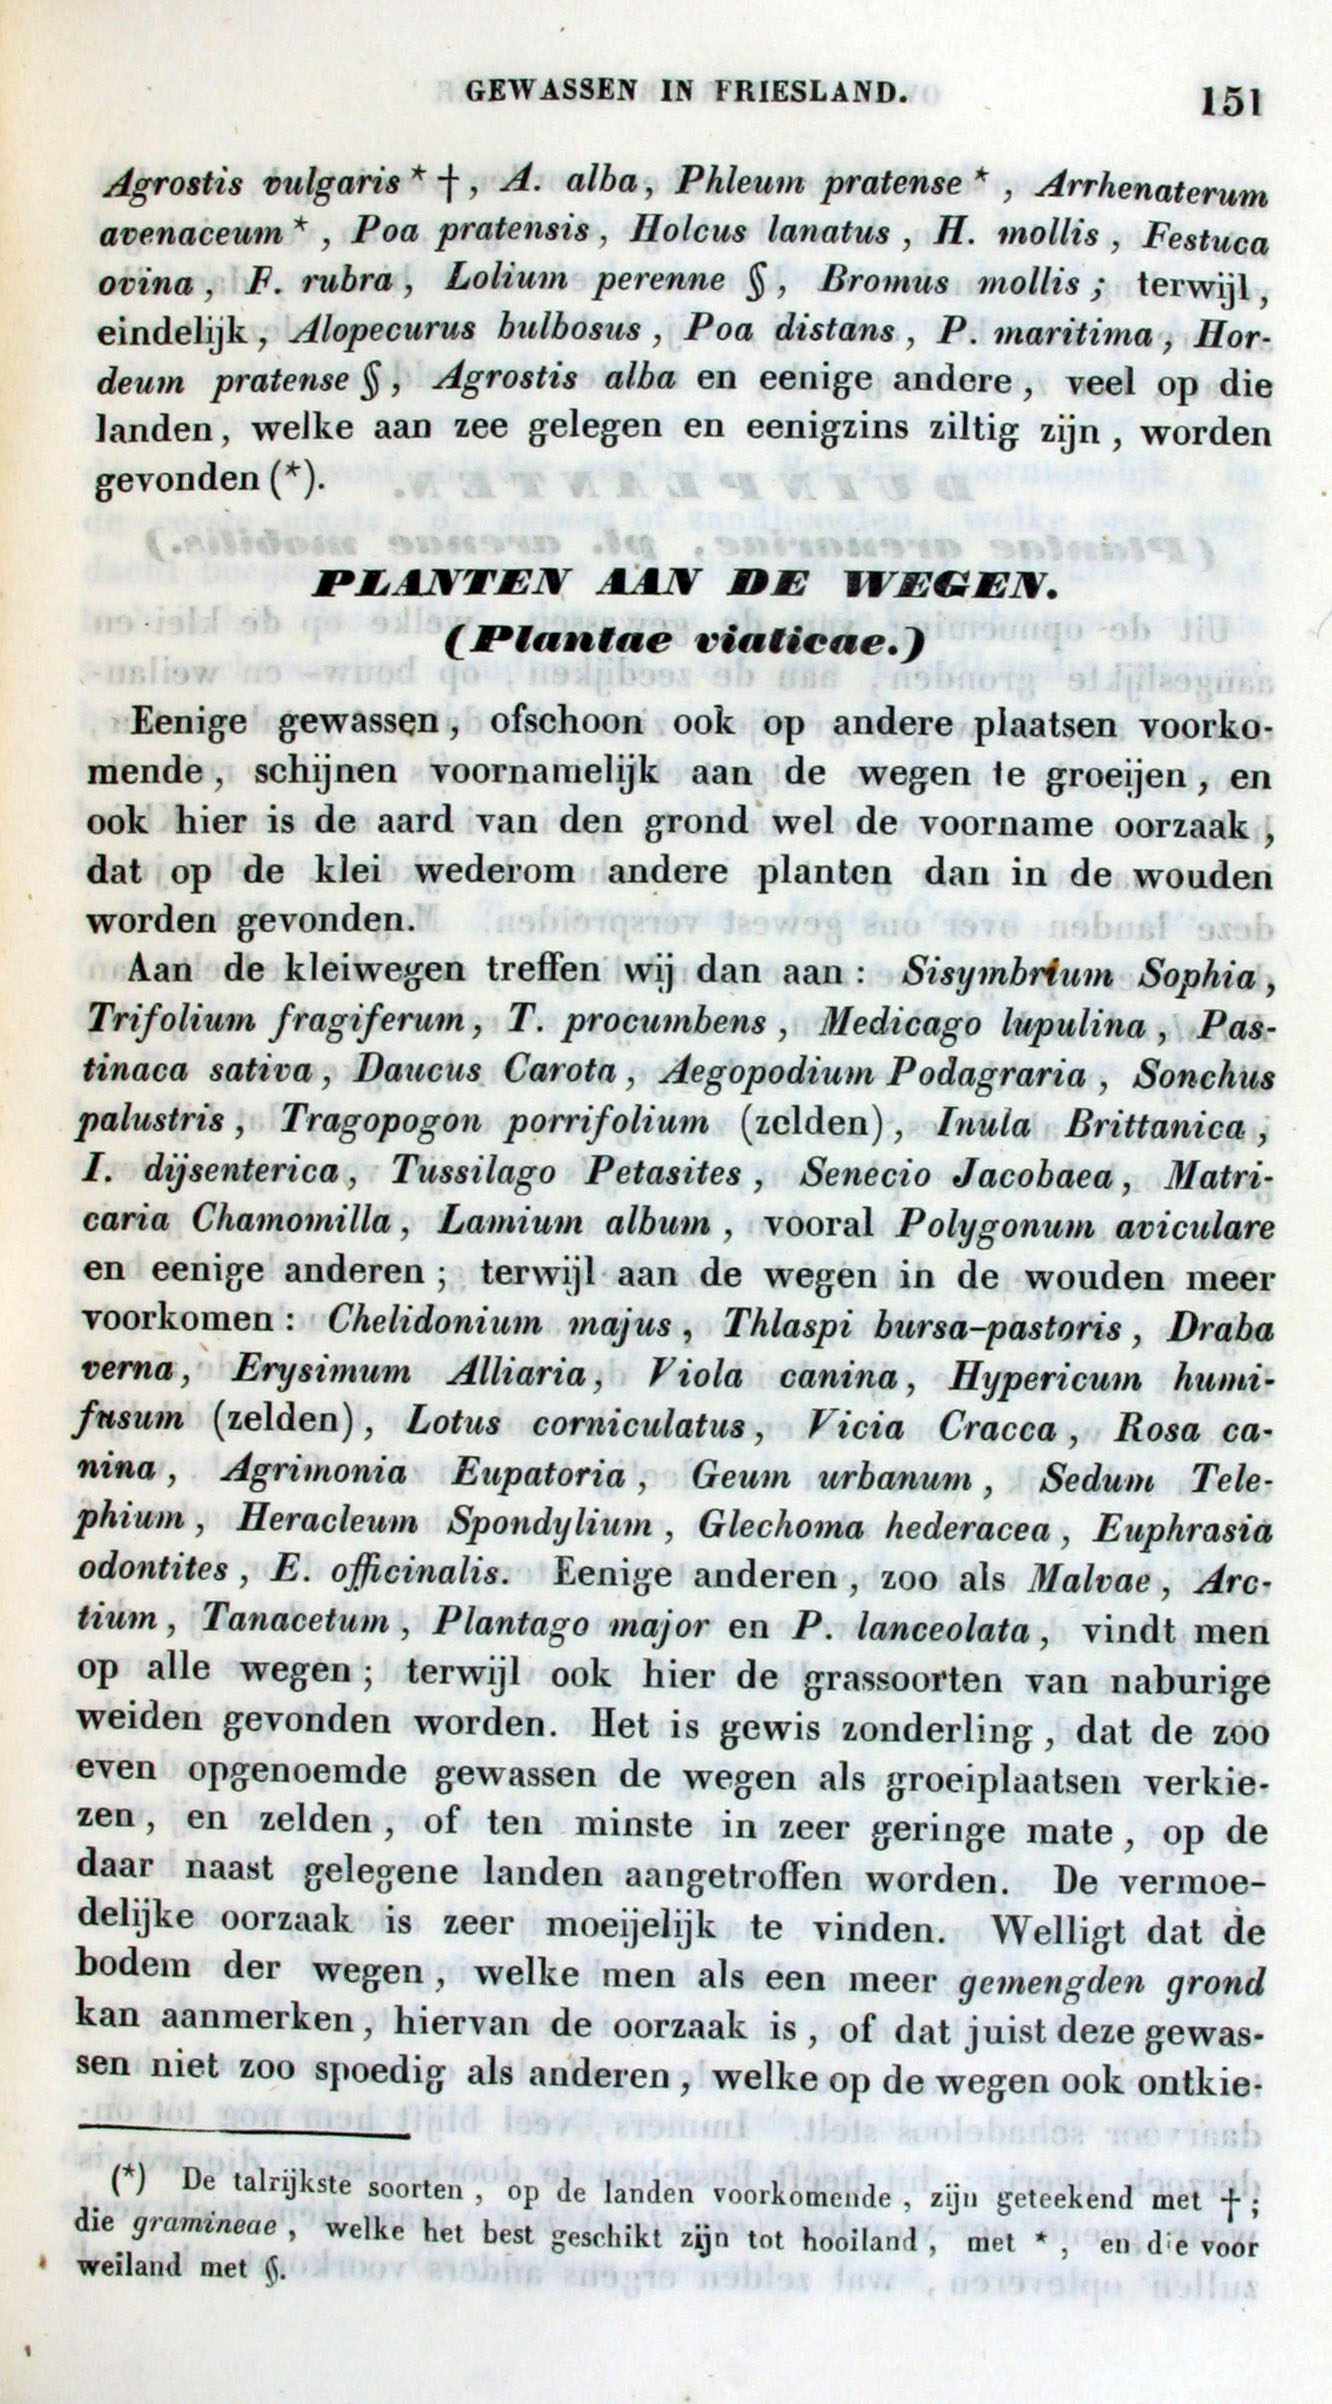 GEWASSEN IN FRIESLAND. 151
Agrostis vulgaris * †, A. alba, Phleum pratense *, Arrhenaterum
avenaceum *, Poa pratensis, Holcus lanatus, H. mollis, Festuca
ovina, F. rubra, Lolium perenne §, Bromus mollis; terwijl,
eindelijk, Alopecurus bulbosus, Poa distans, P. maritima, Hor-
deum pratense §, Agrostis alba en eenige andere, veel op die
landen, welke aan zee gelegen en eenigzins ziltig zijn, worden
gevonden (*).
PLANTEN AAN DE WEGEN.
(Plantae viaticae.)
Eenige gewassen, ofschoon ook op andere plaatsen voorko-
mende, schijnen voornamelijk aan de wegen te groeijen, en
ook hier is de aard van den grond wel de voorname oorzaak,
dat op de klei wederom andere planten dan in de wouden
worden gevonden.
Aan de kleiwegen treffen wij dan aan: Sisymbrium Sophia,
Trifolium fragiferum, T. procumbens, Medicago lupulina, Pas-
tinaca sativa, Daucus Carota, Aegopodium Podagraria, Sonchus
palustris, Tragopogon porrifolium (zelden), Inula Brittanica,
I. dijsenterica, Tussilago Petasites, Senecio Jacobaea, Matri-
caria Chamomilla, Lamium album, vooral Polygonum aviculare
en eenige anderen; terwijl aan de wegen in de wouden meer
voorkomen: Chelidonium majus, Thlaspi bursa-pastoris, Draba
verna, Erysimum Alliaria, Viola canina, Hypericum humi-
fusum (zelden), Lotus corniculatus, Vicia Cracca, Rosa ca-
nina, Agrimonia Eupatoria, Geum urbanum, Sedum Tele-
phium, Heracleum Spondylium, Glechoma hederacea, Euphrasia
odontites, E. officinalis. Eenige anderen, zoo als Malvae, Arc-
tium, Tanacetum, Plantago major en P. lanceolata, vindt men
op alle wegen; terwijl ook hier de grassoorten van naburige
weiden gevonden worden. Het is gewis zonderling, dat de zoo
even opgenoemde gewassen de wegen als groeiplaatsen verkie-
zen, en zelden, of ten minste in zeer geringe mate, op de
daar naast gelegene landen aangetroffen worden. De vermoe-
delijke oorzaak is zeer moeijelijk te vinden. Welligt dat de
bodem der wegen, welke men als een meer gemengden grond
kan aanmerken, hiervan de oorzaak is, of dat juist deze gewas-
sen niet zoo spoedig als anderen, welke op de wegen ook ontkie-
(*) De talrijkste soorten, op de landen voorkomende, zijn geteekend met †;
die gramineae, welke het best geschikt zijn tot hooiland, met *, en die voor
weiland met §.